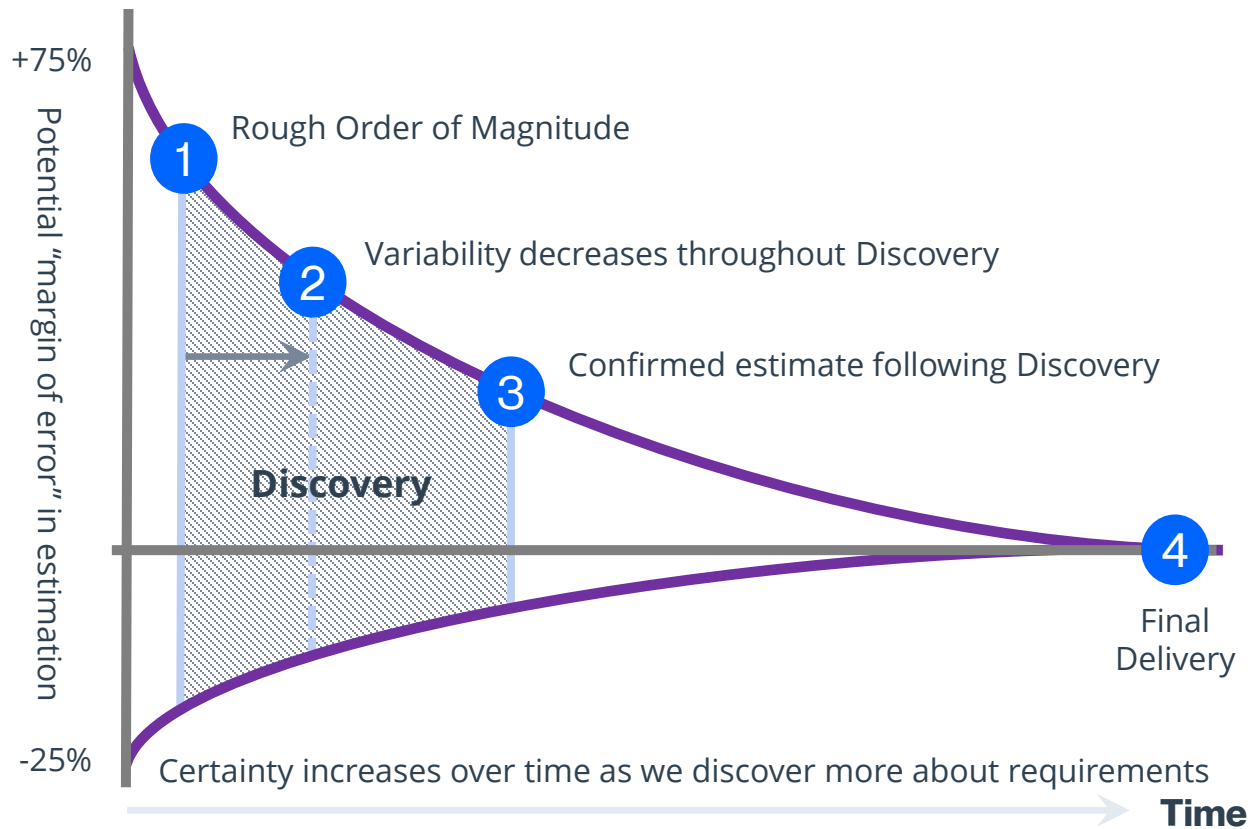 +75%
Potential “margin of error” in estimation
1
Rough Order of Magnitude
2
Variability decreases throughout Discovery
3
Confirmed estimate following Discovery
Discovery
4
Final
Delivery
-25%
Certainty increases over time as we discover more about requirements
Time